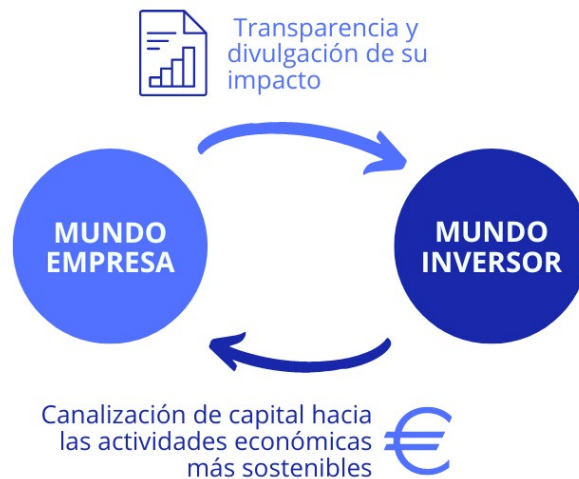 Transparencia y
divulgación de su
impacto
MUNDO
EMPRESA
MUNDO
INVERSOR
Canalización de capital hacia
las actividades económicas
más sostenibles
€